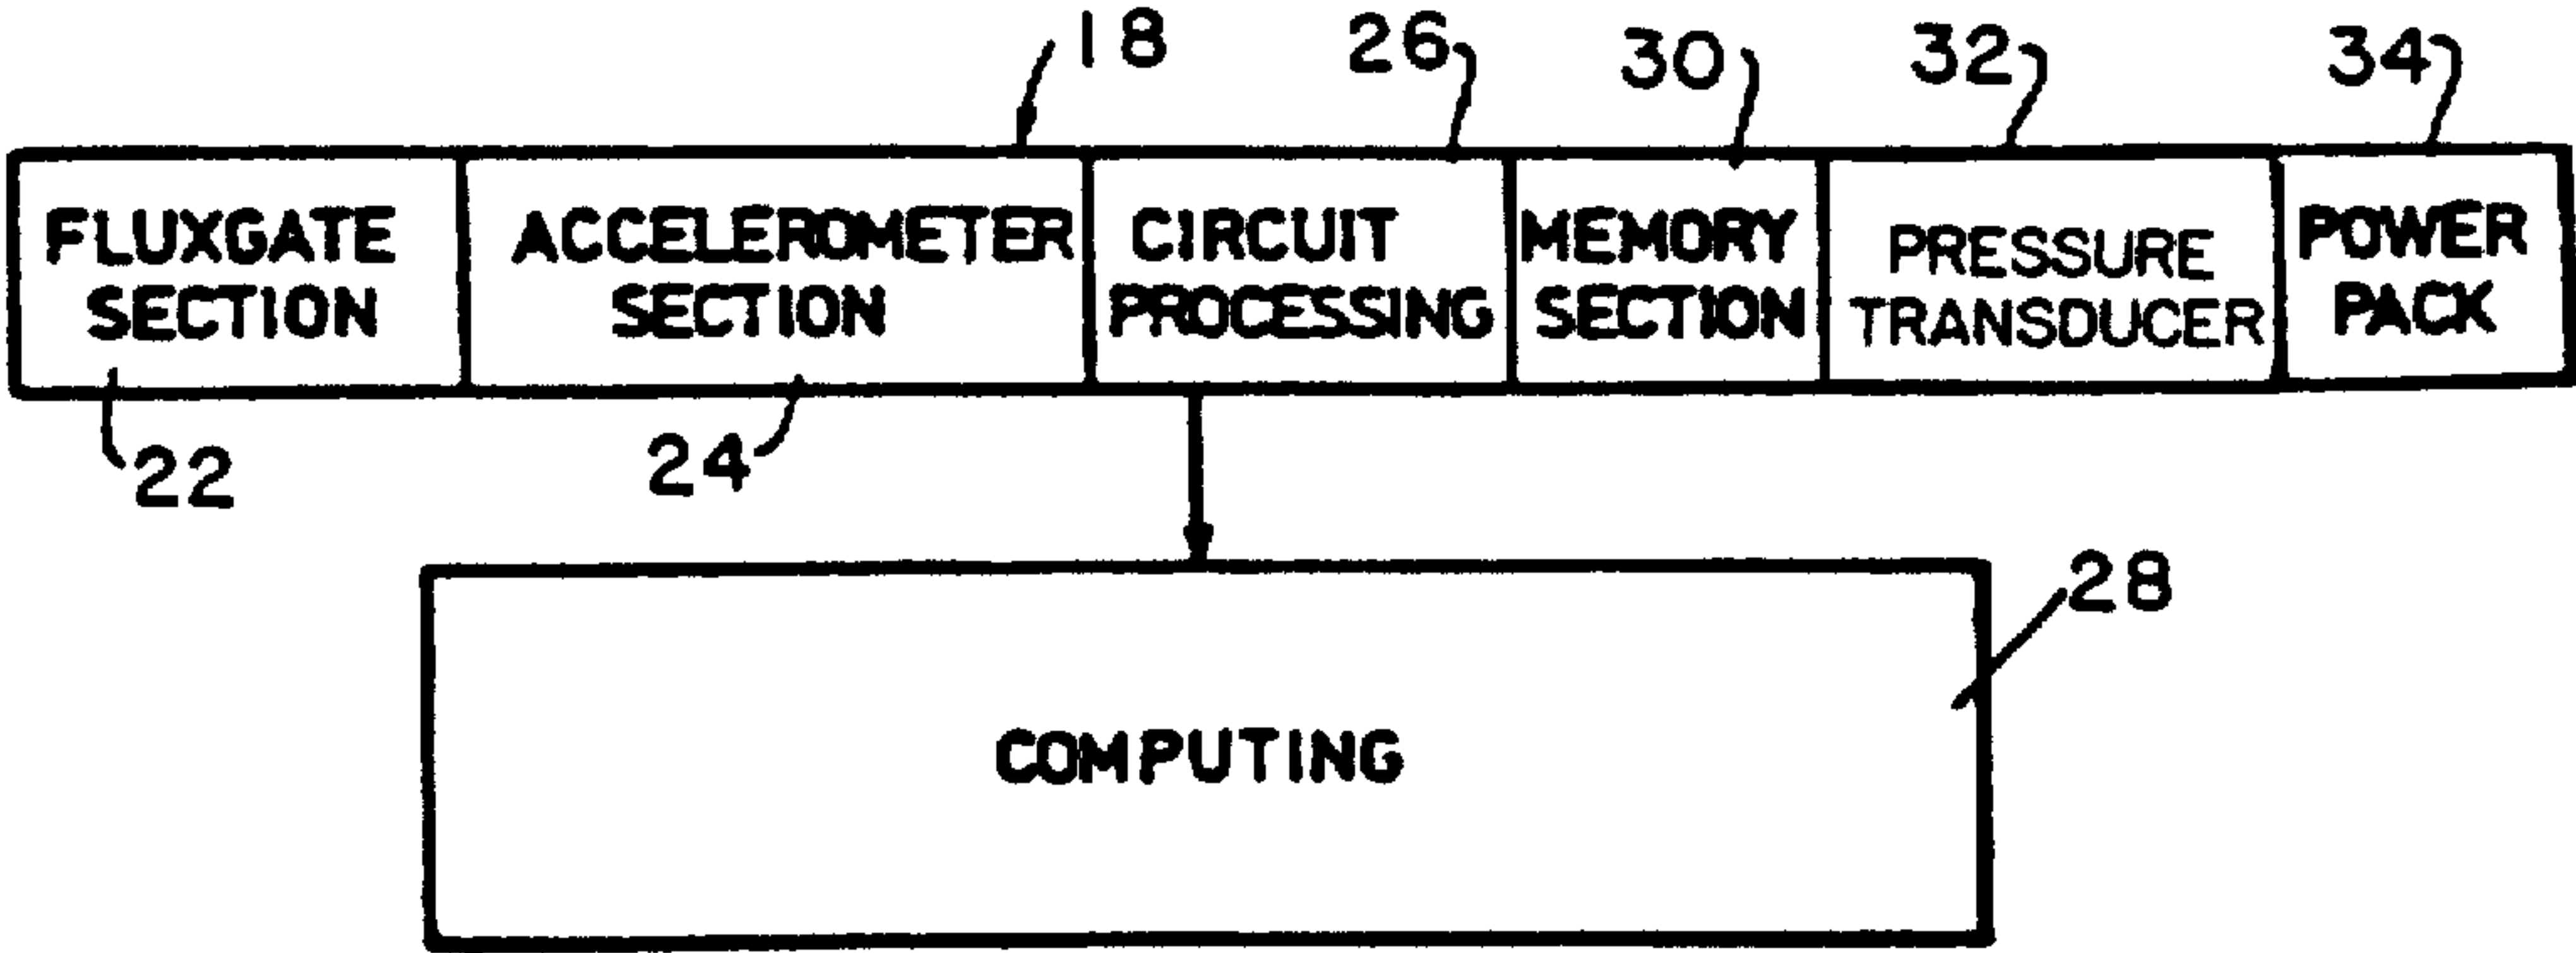 18
26
30
32
34
FLUXGATE
SECTION
ACCELEROMETER
SECTION
CIRCUIT
PROCESSING
MEMORY
SECTION
PRESSURE
TRANSDUCER
POWER
PACK
22
24
28
COMPUTING